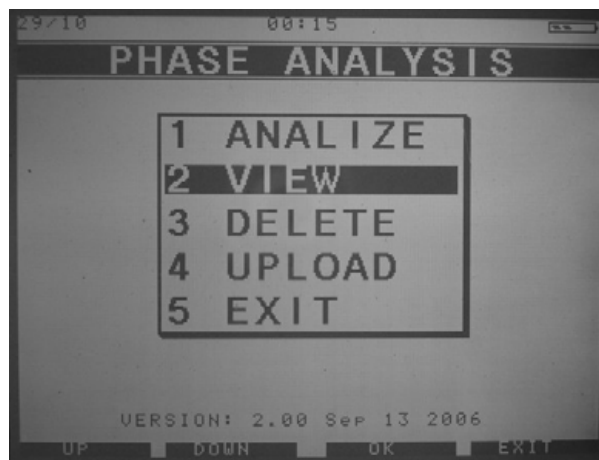 29/10 00:15
PHASE ANALYSIS
1 ANALIZE
2 VIEW
3 DELETE
4 UPLOAD
5 EXIT
VERSION: 2.00 Sep 13 2006
UP DOWN OK EXIT